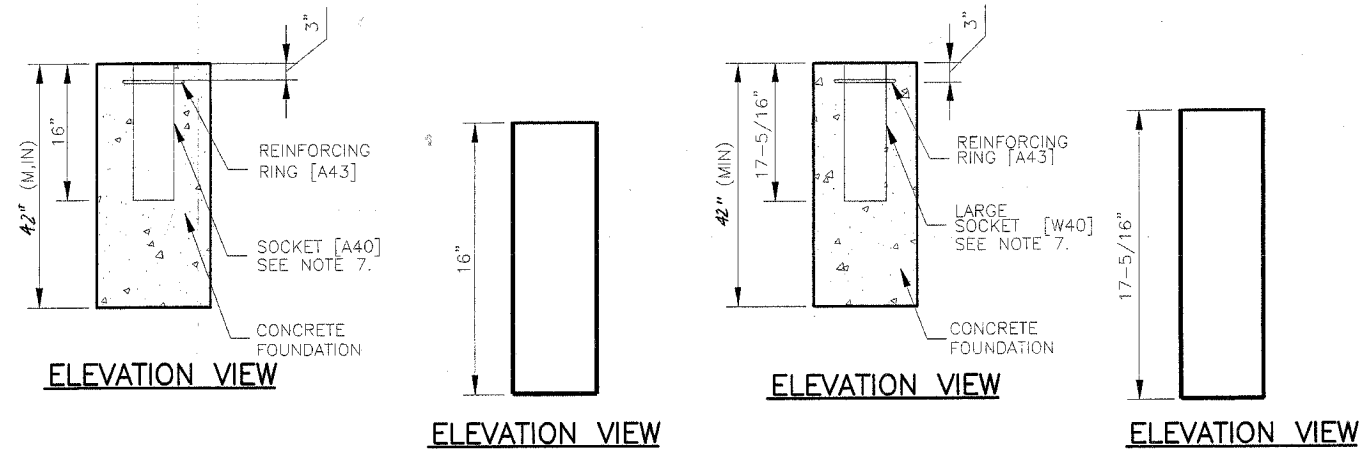 3"
42" (MIN)
16"
REINFORCING
RING [A43]
SOCKET [A40]
SEE NOTE 7.
CONCRETE
FOUNDATION
ELEVATION VIEW
16"
ELEVATION VIEW
3"
42" (MIN)
17-5/16"
REINFORCING
RING [A43]
LARGE
SOCKET [W40]
SEE NOTE 7.
CONCRETE
FOUNDATION
ELEVATION VIEW
17-5/16"
ELEVATION VIEW